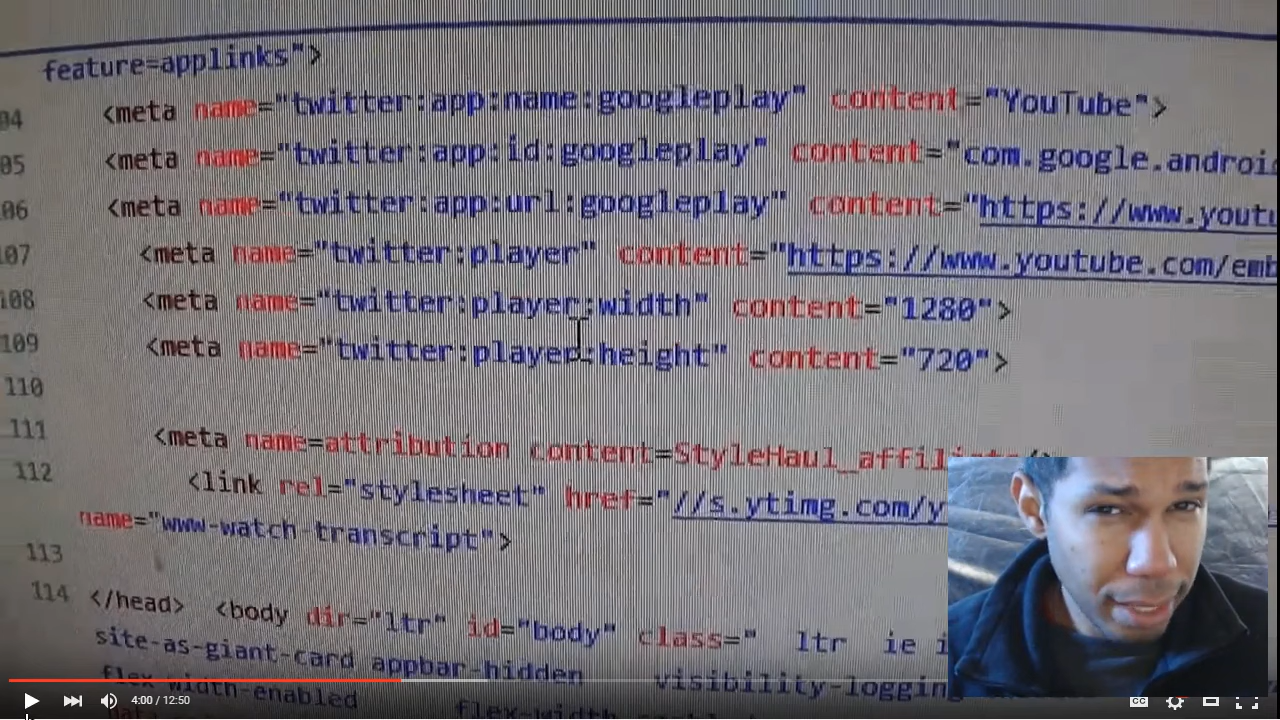 feature=applinks">
04 <meta name="twitter:app:name:googleplay" content="YouTube">
05 <meta name="twitter:app:id:googleplay" content="com.google.androi
06 <meta name="twitter:app:url:googleplay" content="https://www.yout
07 <meta name="twitter:player" content="https://www.youtube.com/emb
108 <meta name="twitter:player:width" content="1280">
109 <meta name="twitter:player:height" content="720">
110
111 <meta name=attribution content=StyleHaul_affiliate/>
112 <link rel="stylesheet" href="//s.ytimg.com/y
name="www-watch-transcript">
113
114 </head> <body dir="ltr" id="body" class=" ltr ie i
site-as-giant-card appbar-hidden visibility-logging
flex-width-enabled
4:00 / 12:50
CC